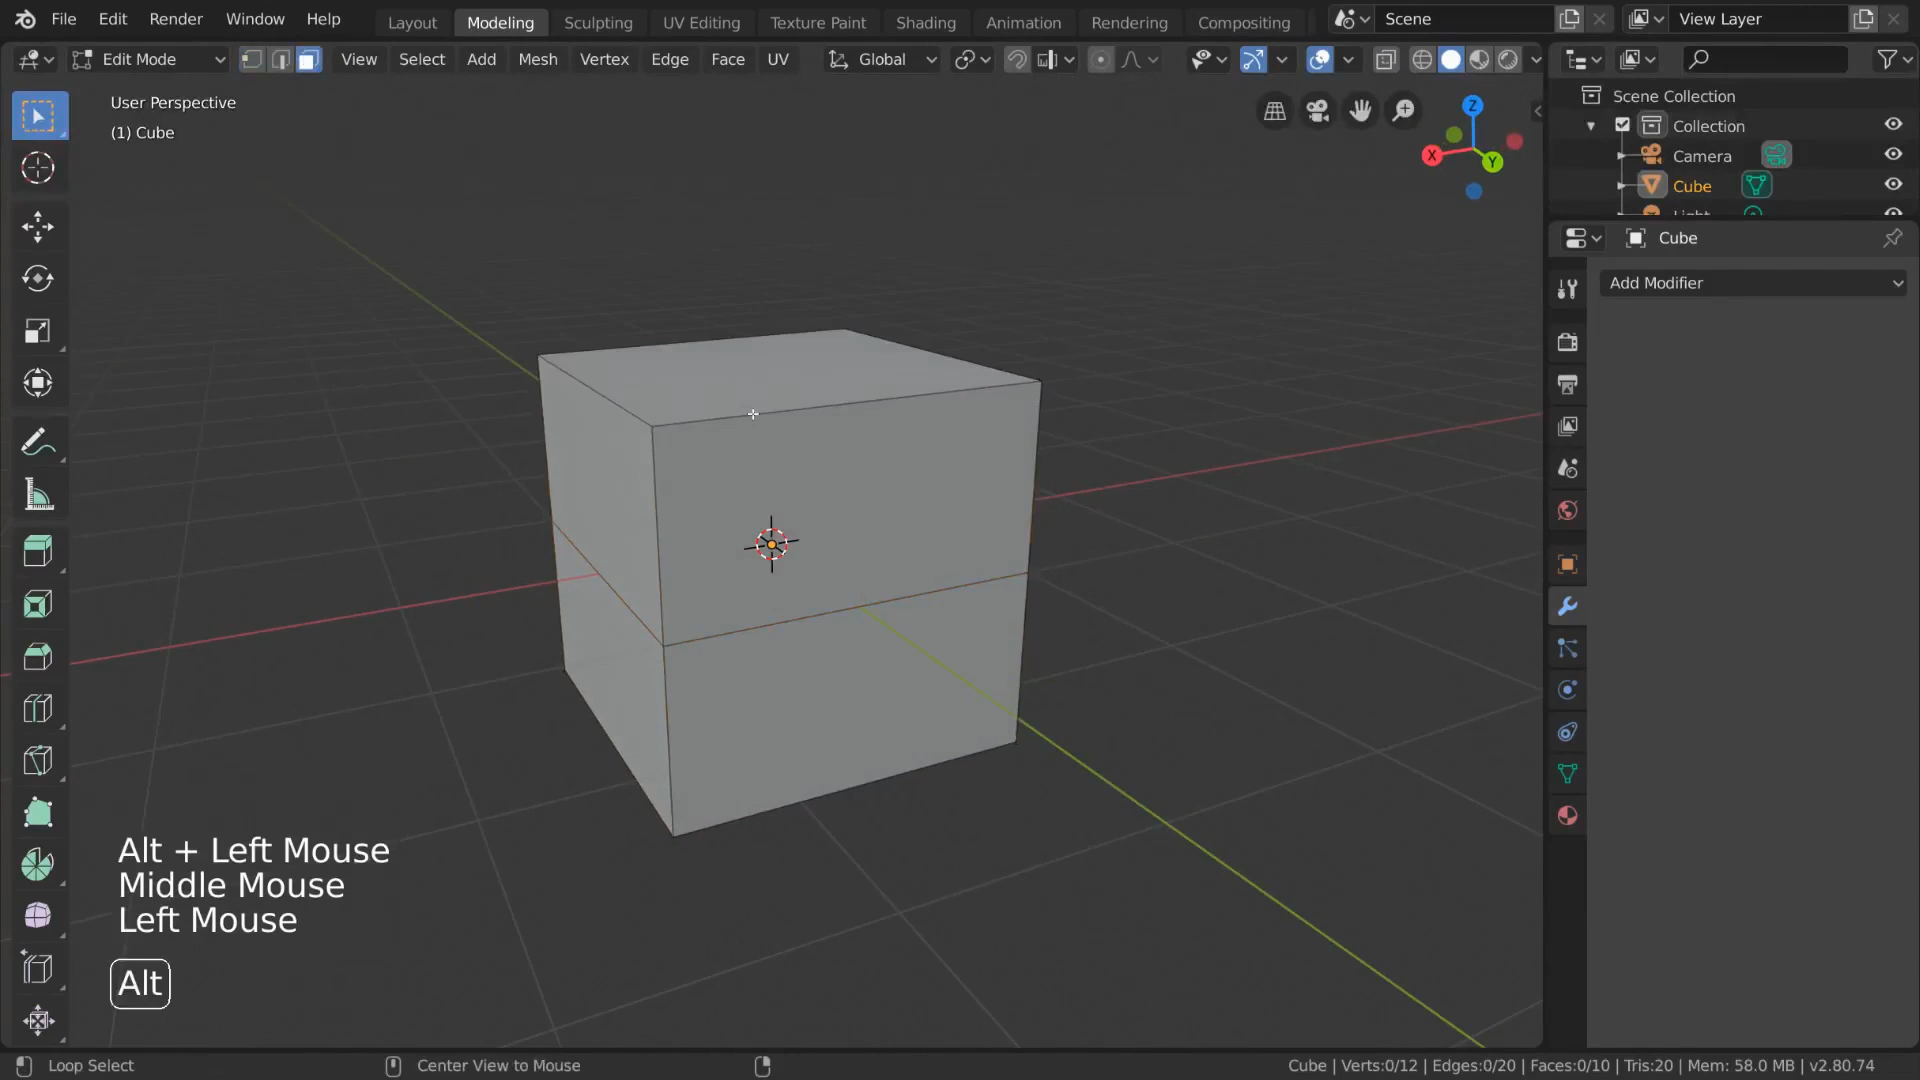 File Edit Render Window Help Layout Modeling Sculpting UV Editing Texture Paint Shading Animation Rendering Compositing Scene View Layer
Edit Mode View Select Add Mesh Vertex Edge Face UV Global
User Perspective
(1) Cube
X Y Z
Scene Collection
Collection
Camera
Cube
Light
Cube
Add Modifier
Alt + Left Mouse
Middle Mouse
Left Mouse
Alt
Loop Select Center View to Mouse Cube | Verts:0/12 | Edges:0/20 | Faces:0/10 | Tris:20 | Mem: 58.0 MB | v2.80.74